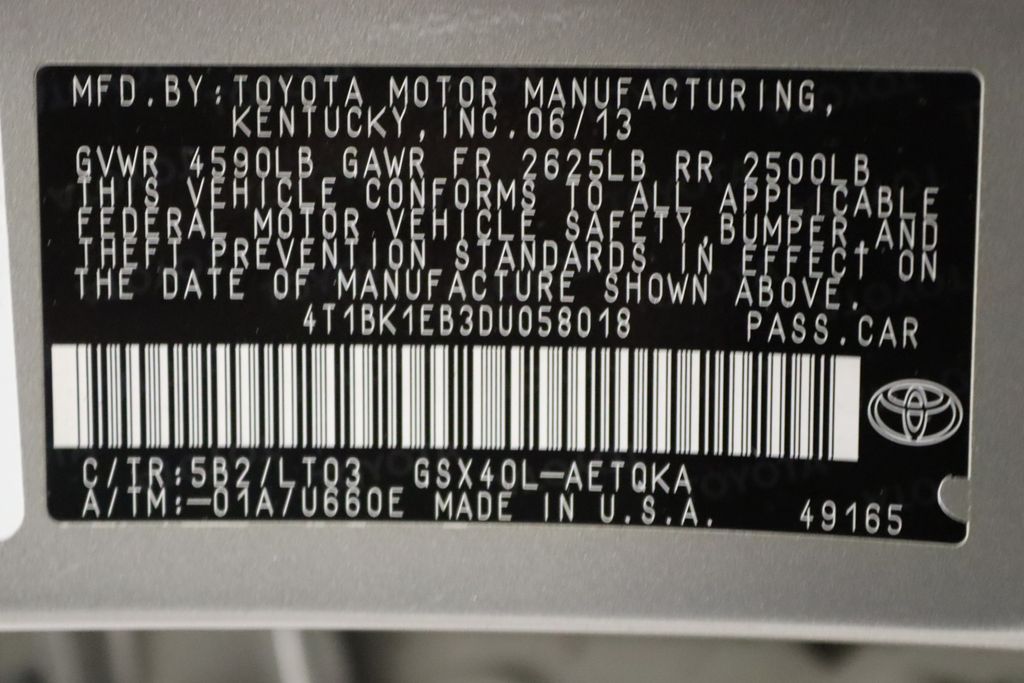 MFD.BY:TOYOTA MOTOR MANUFACTURING,
KENTUCKY,INC.06/13
GVWR 4590LB GAWR FR 2625LB RR 2500LB
THIS VEHICLE CONFORMS TO ALL APPLICABLE
FEDERAL MOTOR VEHICLE SAFETY,BUMPER,AND
THEFT PREVENTION STANDARDS IN EFFECT ON
THE DATE OF MANUFACTURE SHOWN ABOVE.
4T1BK1EB3DU058018 PASS.CAR
C/TR:5B2/LT03 GSX40L-AETQKA
A/TM:-01A/U660E MADE IN U.S.A. 49165